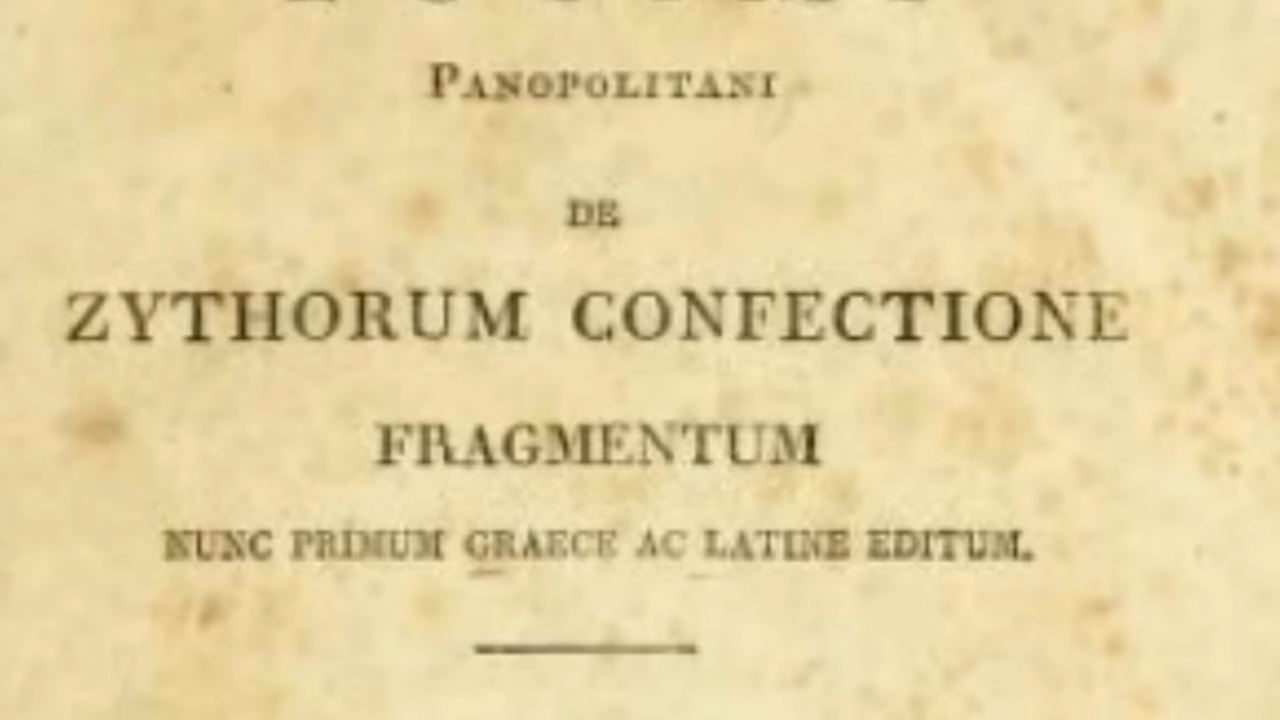 PANOPOLITANI
DE
ZYTHORUM CONFECTIONE
FRAGMENTUM
NUNC PRIMUM GRAECE AC LATINE EDITUM.